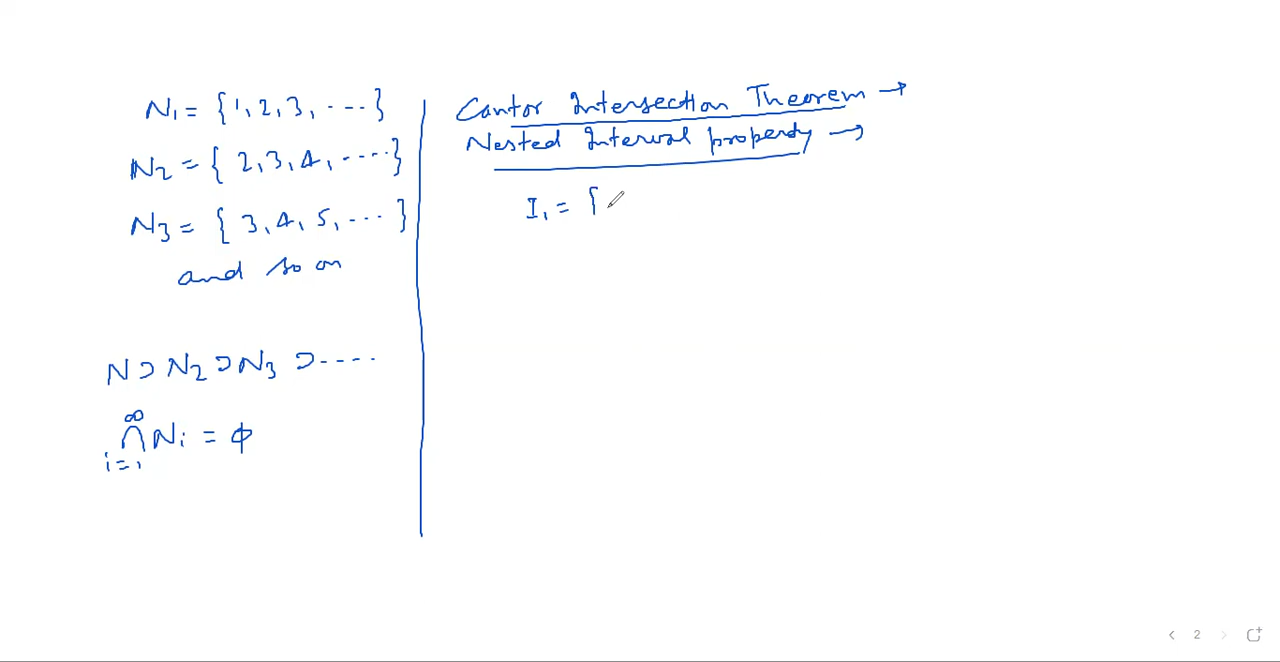 N₁ = {1, 2, 3, ----}
N₂ = { 2, 3, 4, ----}
N₃ = { 3, 4, 5, ---- }
and so on
N ⊃ N₂ ⊃ N₃ ⊃ ----
∞
∩ Nᵢ = φ
i=1
Cantor Intersection Theorem →
Nested Interval property →
I₁ = [
2